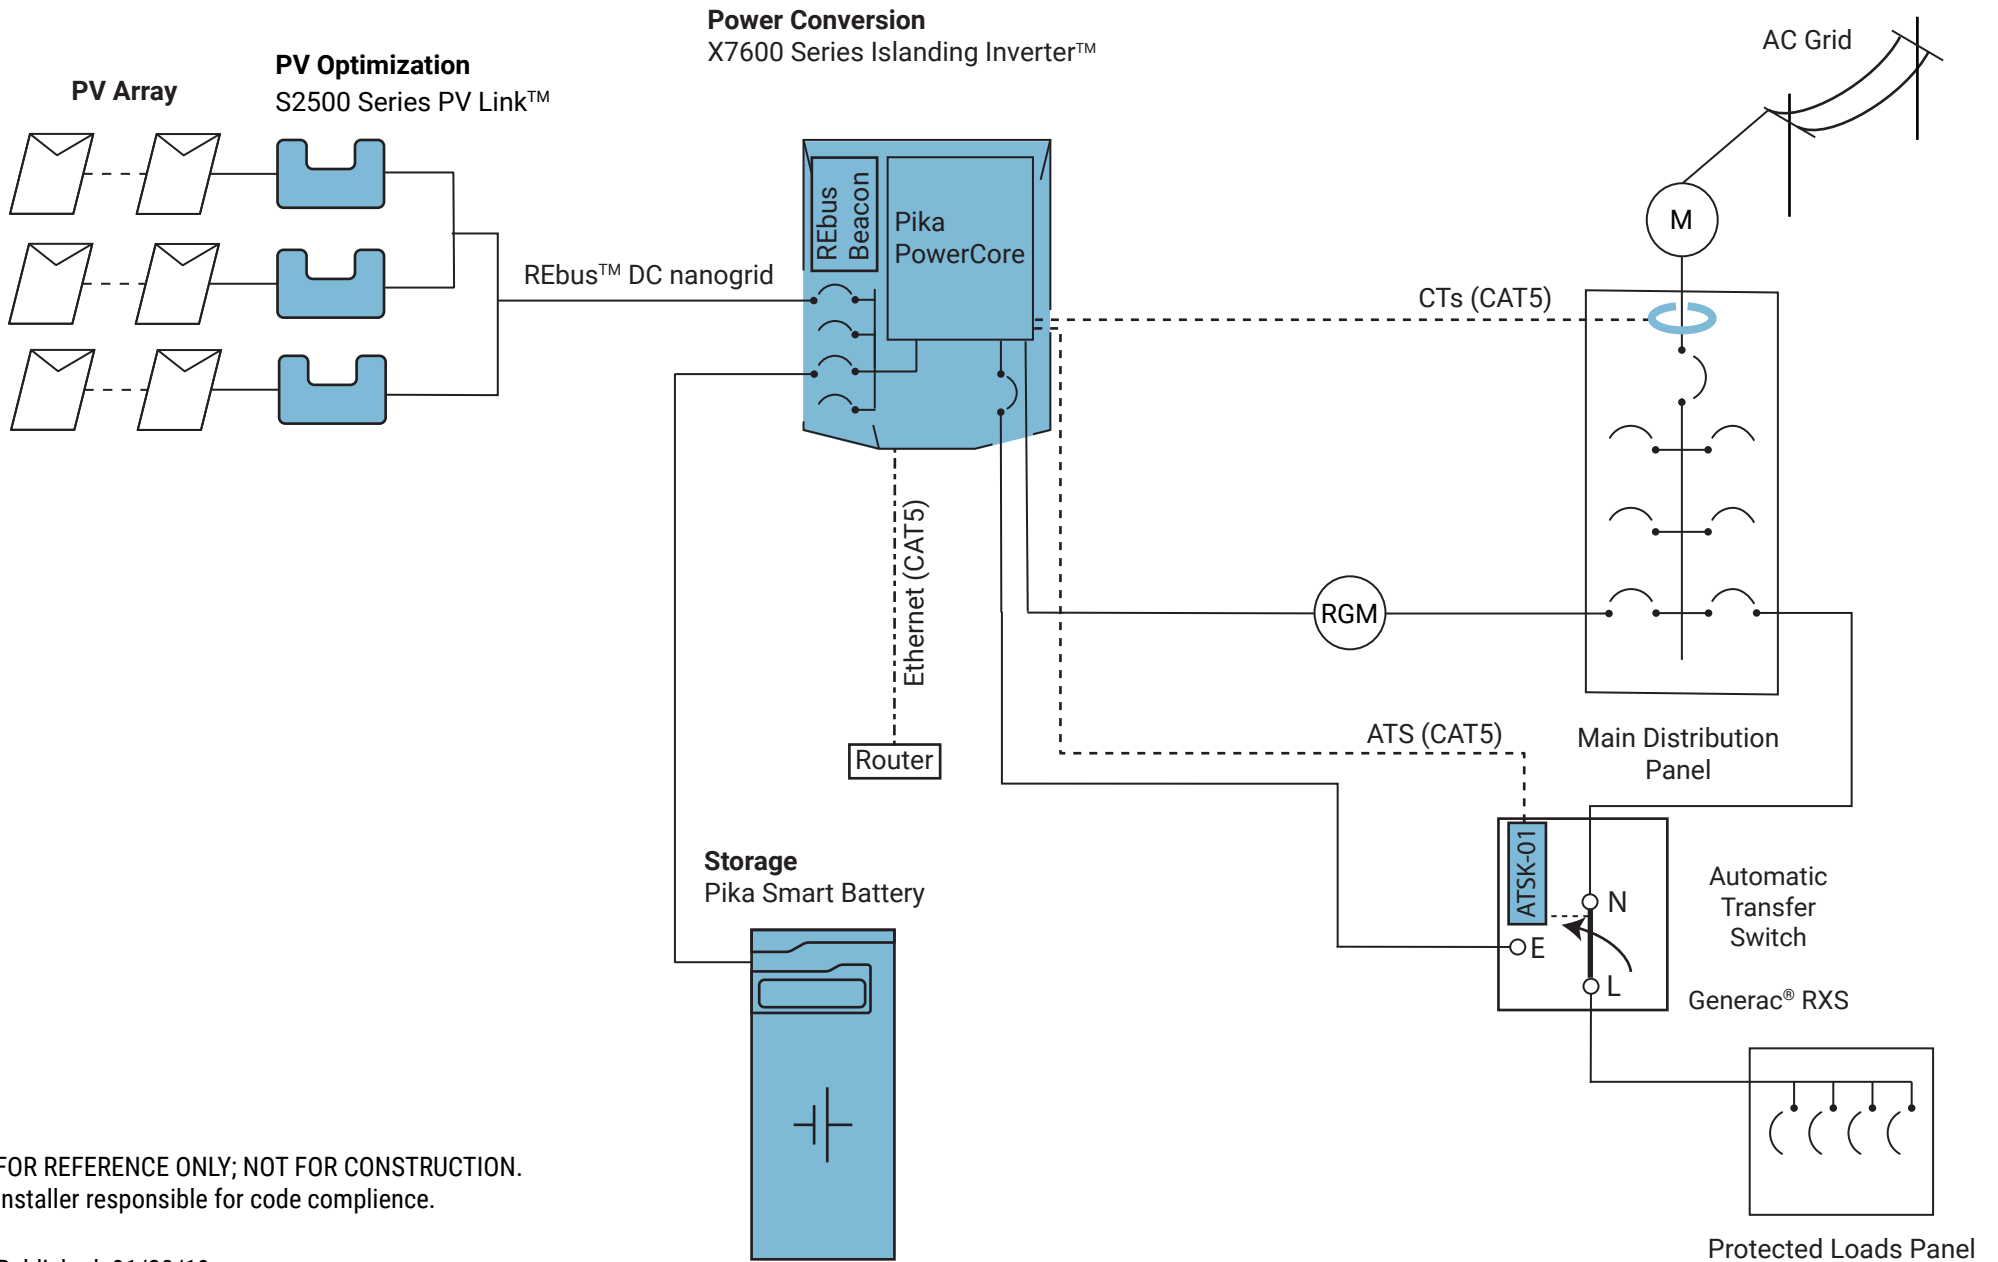 Power Conversion
X7600 Series Islanding Inverter™
AC Grid
PV Optimization
S2500 Series PV Link™
PV Array
REbus
Beacon
Pika
PowerCore
M
REbus™ DC nanogrid
CTs (CAT5)
Ethernet (CAT5)
RGM
Router
ATS (CAT5)
Main Distribution
Panel
Storage
Pika Smart Battery
ATSK-01
N
E
L
Automatic
Transfer
Switch
Generac® RXS
FOR REFERENCE ONLY; NOT FOR CONSTRUCTION.
nstaller responsible for code complience.
Protected Loads Panel